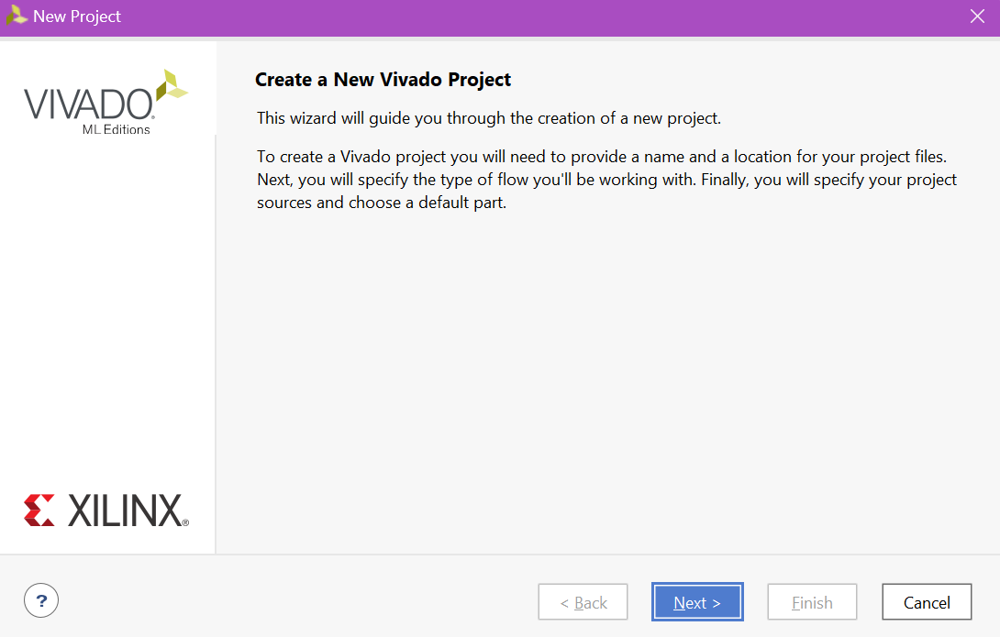 New Project
VIVADO.
ML Editions
Create a New Vivado Project
This wizard will guide you through the creation of a new project.
To create a Vivado project you will need to provide a name and a location for your project files.
Next, you will specify the type of flow you'll be working with. Finally, you will specify your project
sources and choose a default part.
XILINX®
?
< Back
Next >
Finish
Cancel